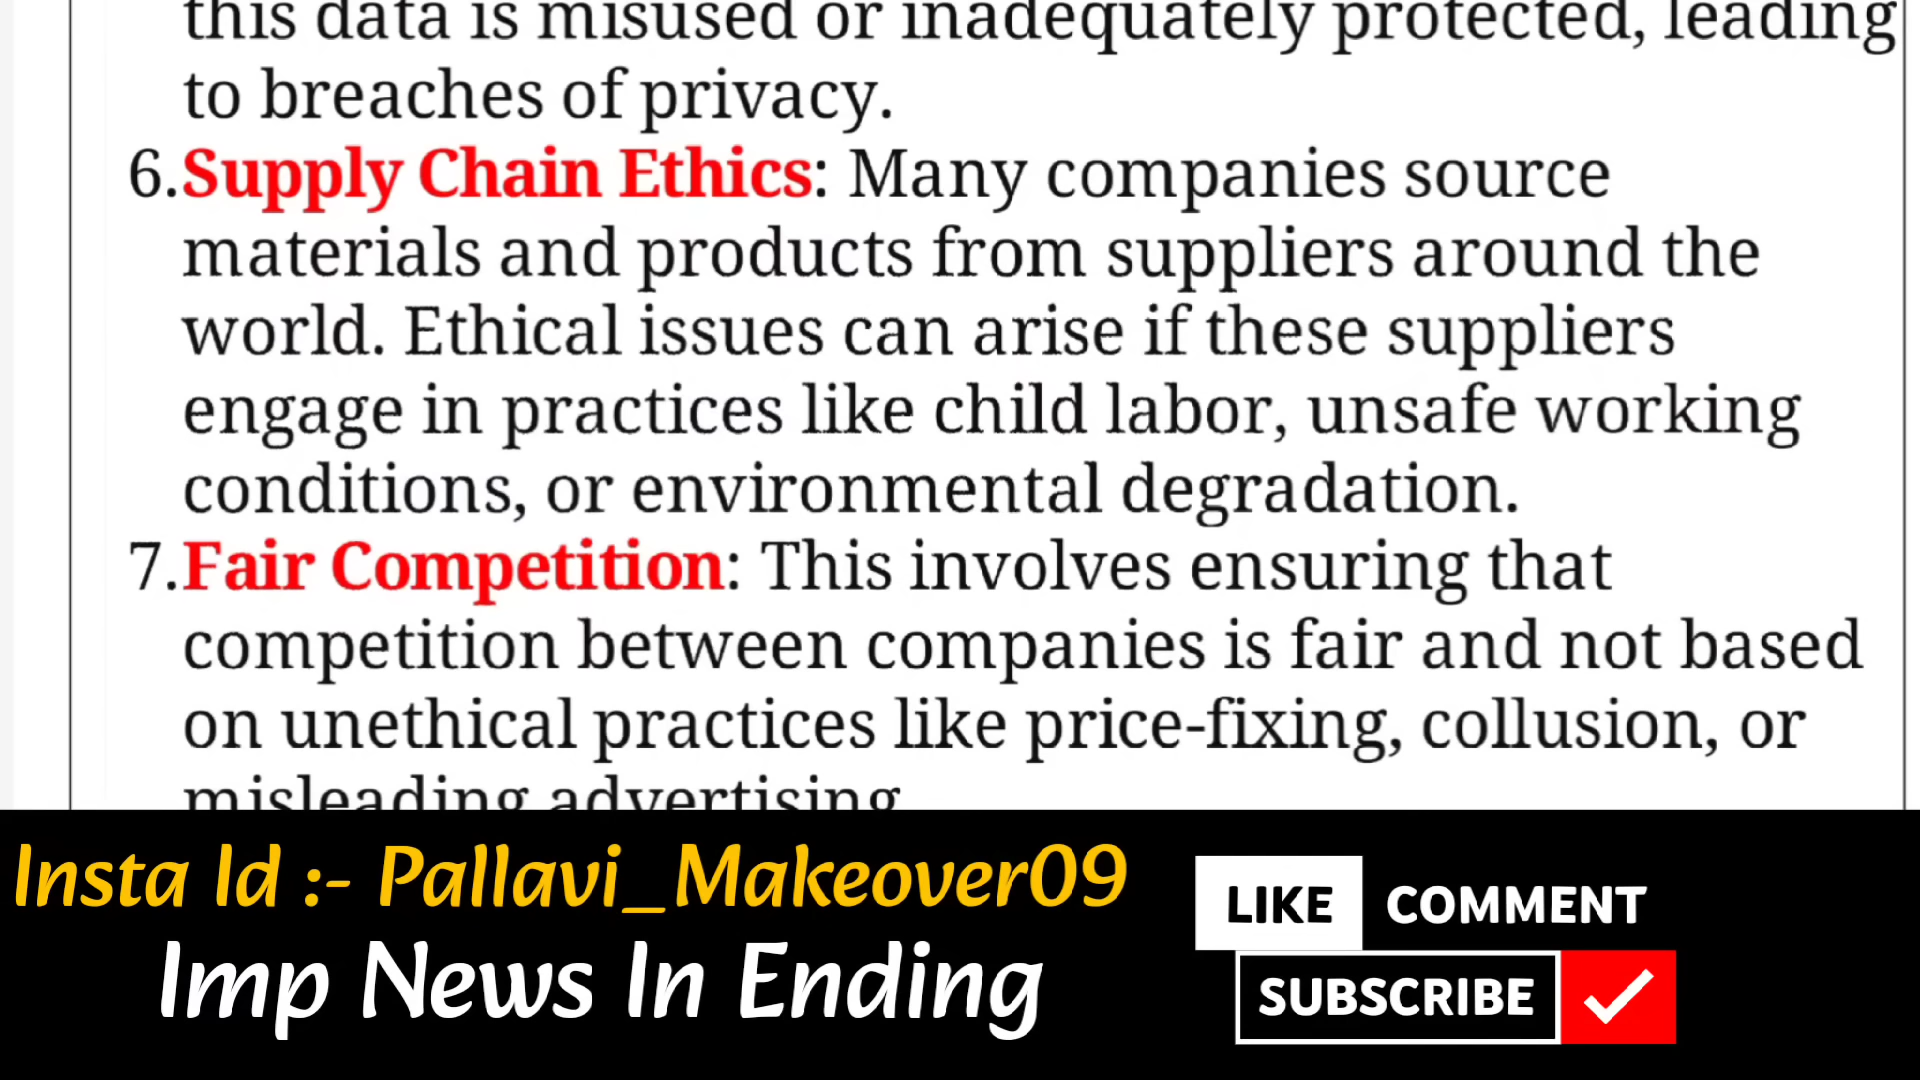 this data is misused or inadequately protected, leading
to breaches of privacy.
6.Supply Chain Ethics: Many companies source
materials and products from suppliers around the
world. Ethical issues can arise if these suppliers
engage in practices like child labor, unsafe working
conditions, or environmental degradation.
7.Fair Competition: This involves ensuring that
competition between companies is fair and not based
on unethical practices like price-fixing, collusion, or
misleading advertising
Insta Id :- Pallavi_Makeover09
Imp News In Ending
LIKE COMMENT
SUBSCRIBE